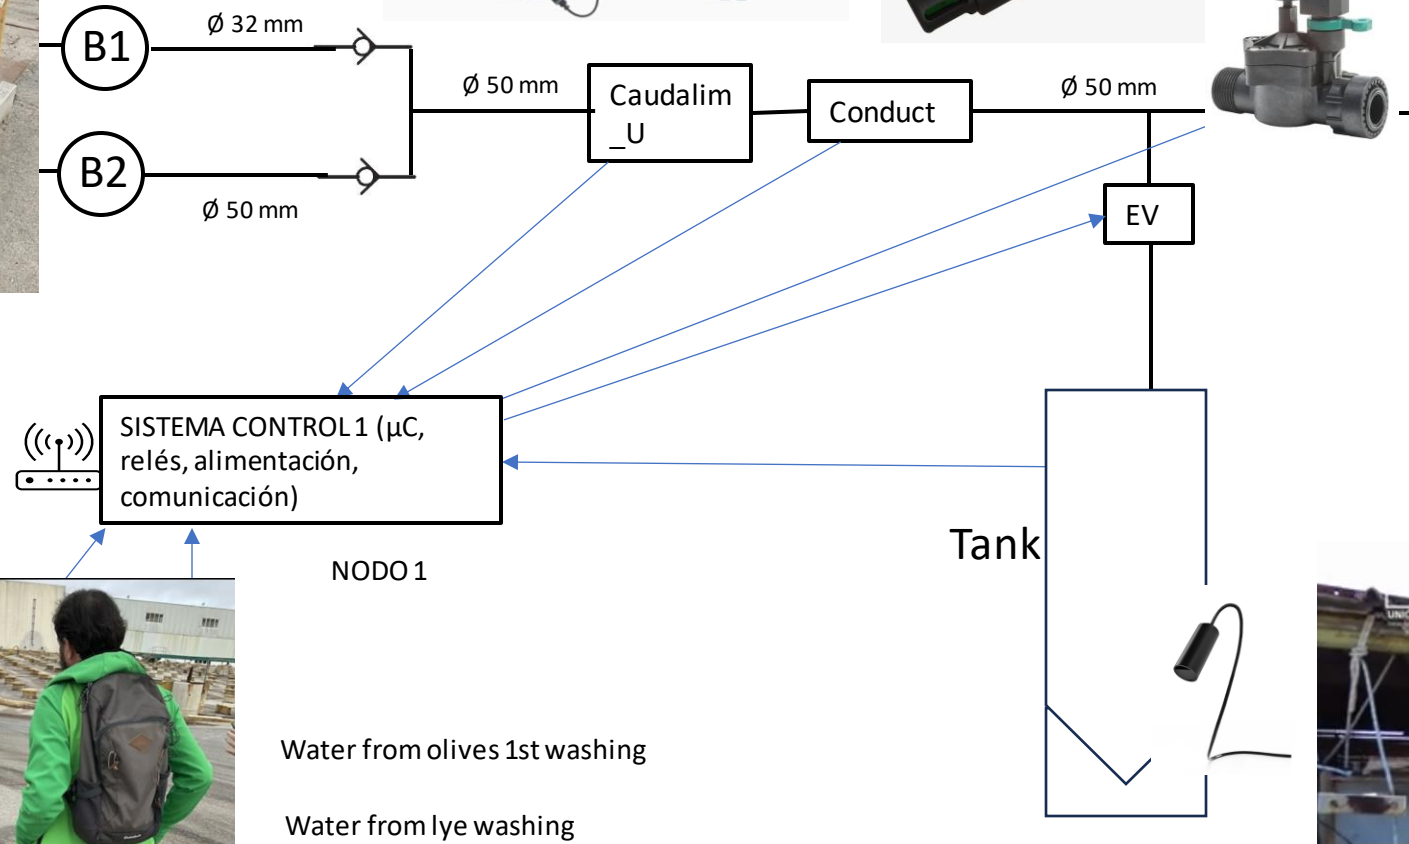 B1
Ø 32 mm
Ø 50 mm
Caudalim
_U
Conduct
Ø 50 mm
B2
Ø 50 mm
EV
SISTEMA CONTROL 1 (µC,
relés, alimentación,
comunicación)
NODO 1
Tank
Water from olives 1st washing
Water from lye washing